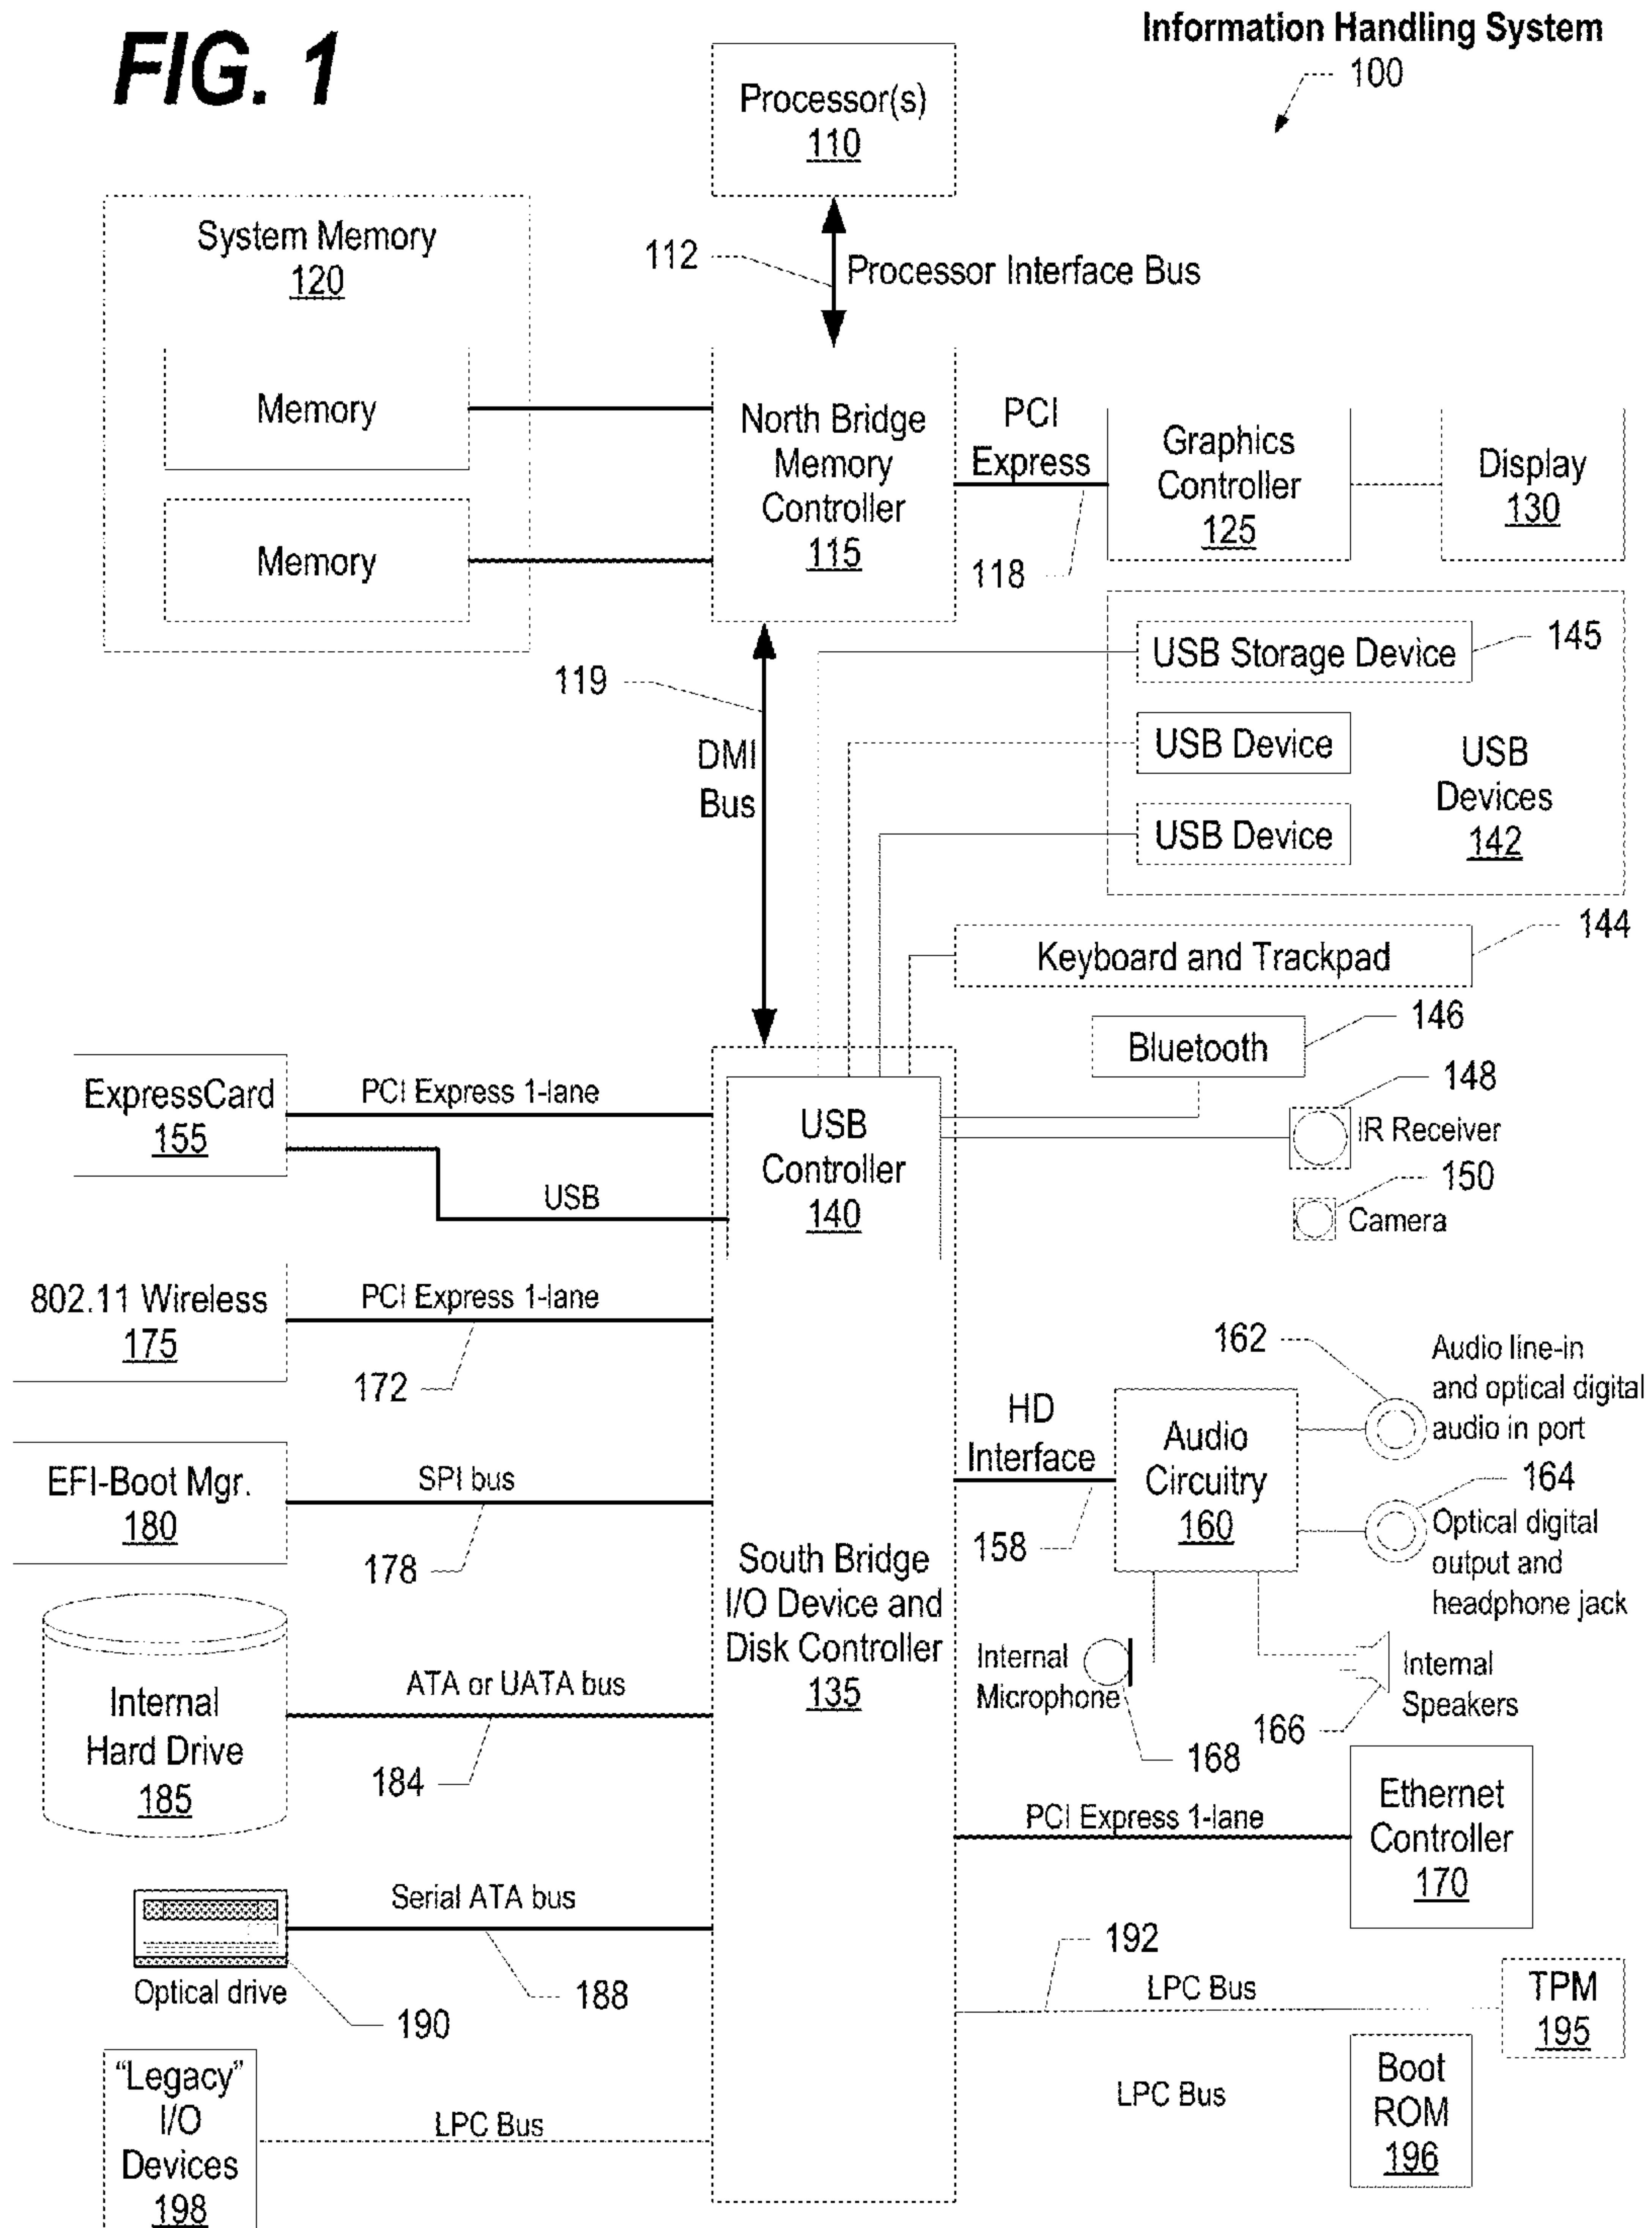 FIG. 1
Information Handling System
100
Processor(s)
110
System Memory
120
112
Processor Interface Bus
Memory
Memory
North Bridge
Memory
Controller
115
PCI
Express
118
Graphics
Controller
125
Display
130
119
DMI
Bus
USB Storage Device
145
USB Device
USB Device
USB
Devices
142
Keyboard and Trackpad
144
Bluetooth
146
148
IR Receiver
150
Camera
ExpressCard
155
PCI Express 1-lane
USB
USB
Controller
140
802.11 Wireless
175
PCI Express 1-lane
172
EFI-Boot Mgr.
180
SPI bus
178
South Bridge
I/O Device and
Disk Controller
135
HD
Interface
158
Audio
Circuitry
160
162
Audio line-in
and optical digital
audio in port
164
Optical digital
output and
headphone jack
Internal
Microphone
168
166
Internal
Speakers
Internal
Hard Drive
185
ATA or UATA bus
184
PCI Express 1-lane
Ethernet
Controller
170
Optical drive
190
Serial ATA bus
188
192
LPC Bus
TPM
195
LPC Bus
Boot
ROM
196
“Legacy”
I/O
Devices
198
LPC Bus